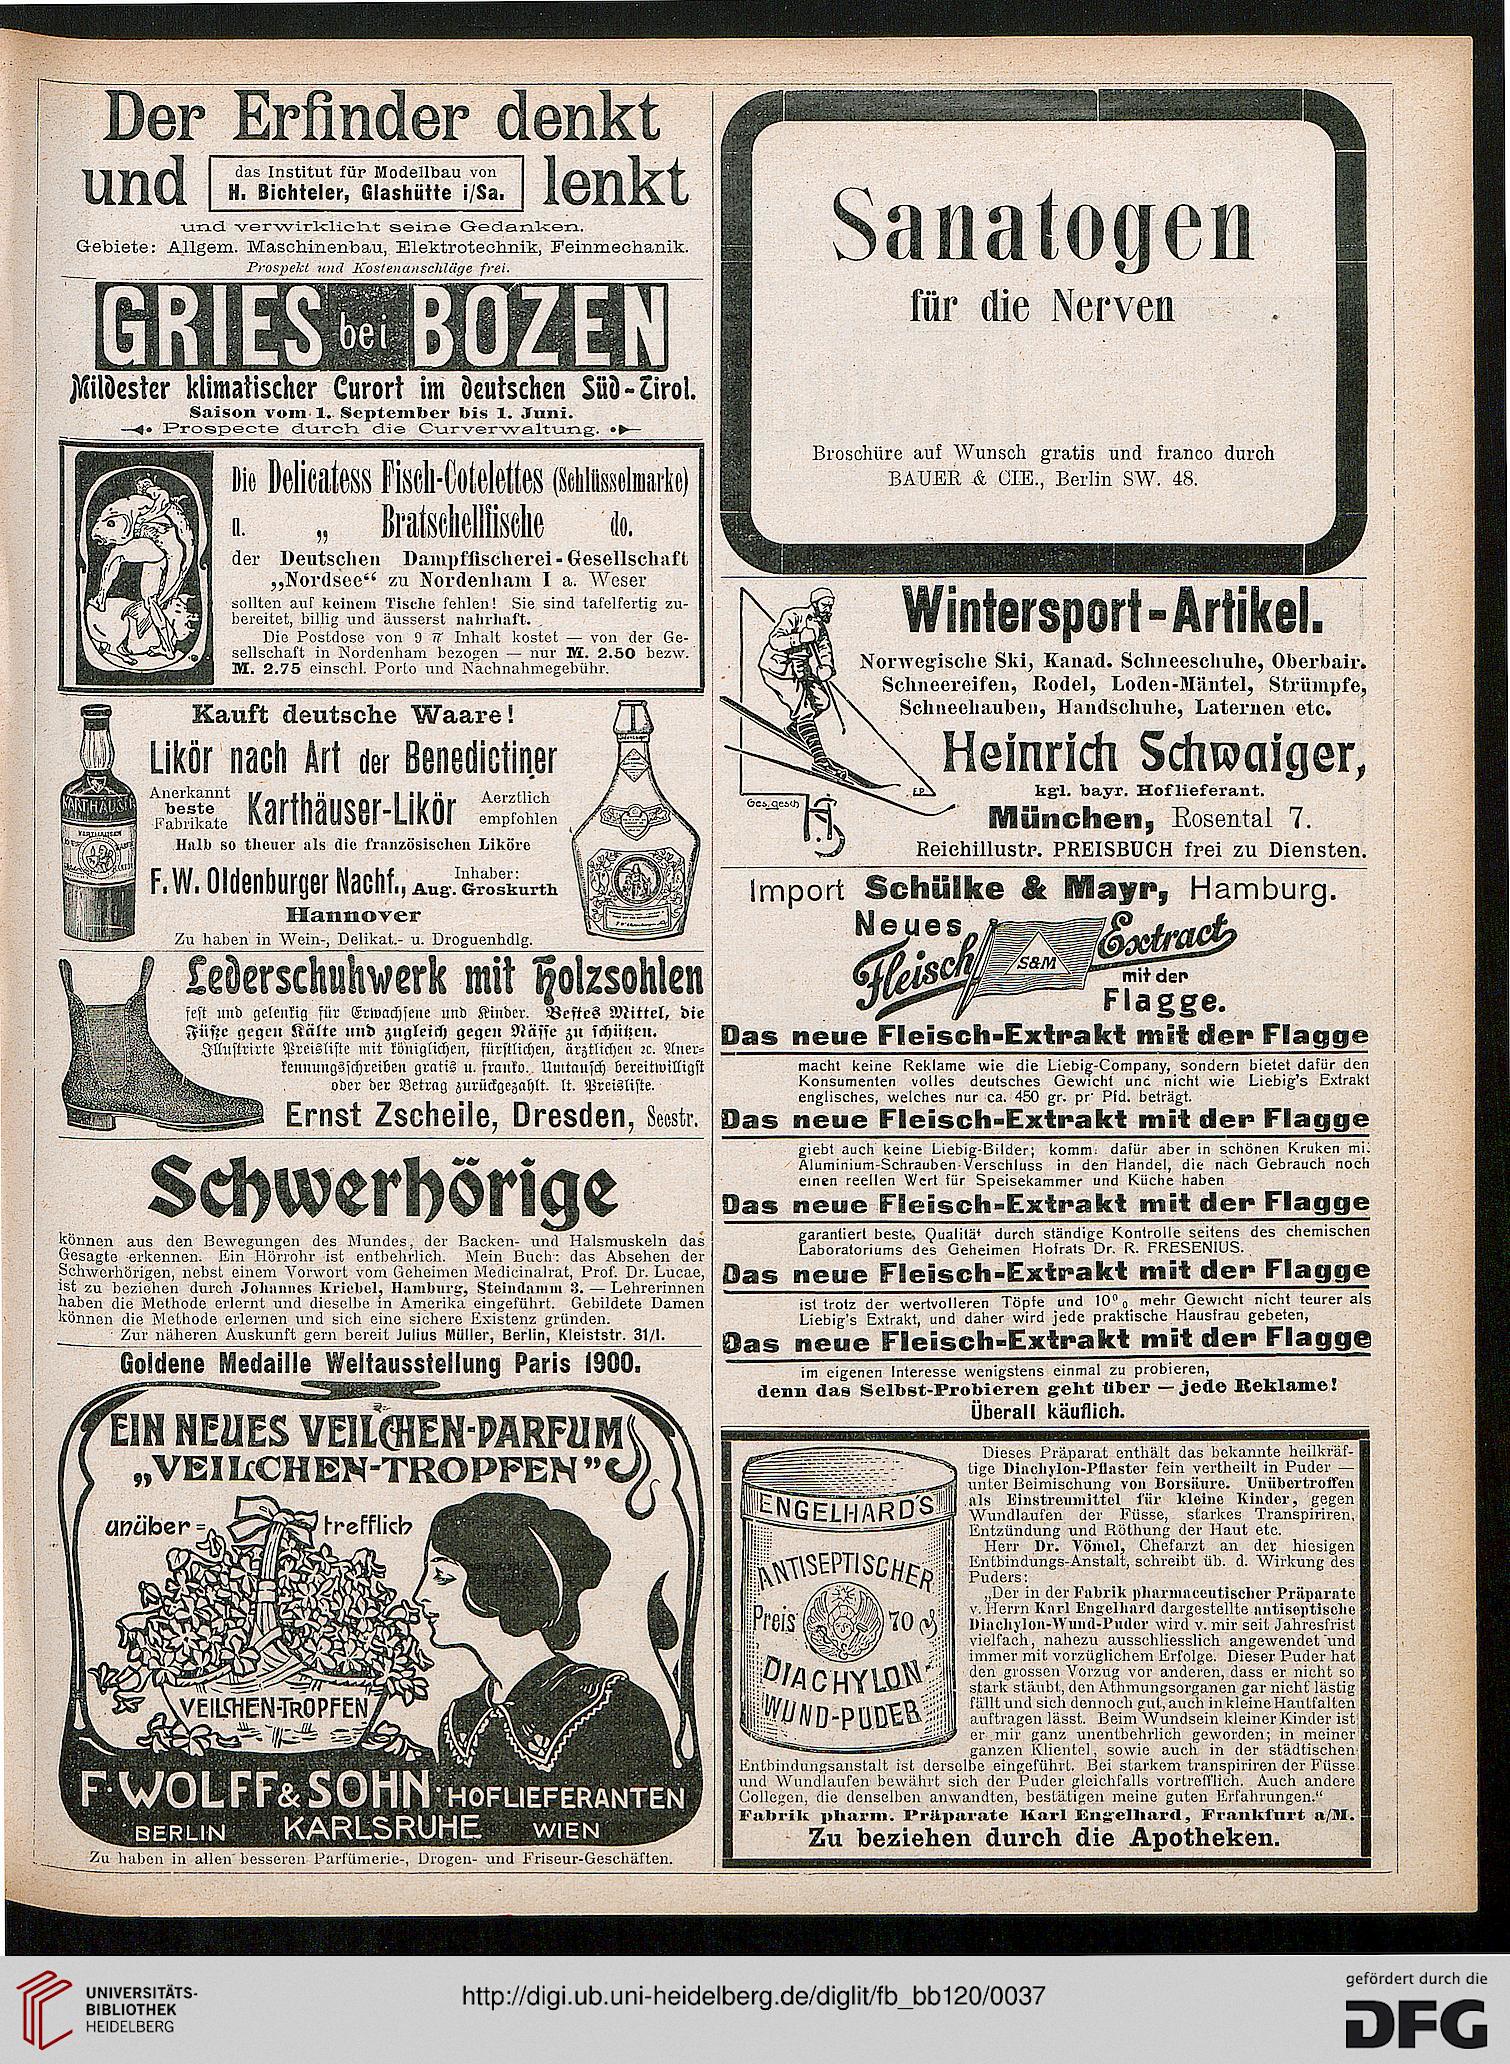 Der Erfinder denkt
und das Institut für Modellbau von lenkt
H. Bichteler, Glashütte i/Sa.
und verwirklicht seine Gedanken.
Gebiete: Allgem. Maschinenbau, Elektrotechnik, Feinmechanik.
Prospekt und Kostenanschläge frei.
GRIES bei BOZEN
Mildester klimatischer Curort im deutschen Süd-Tirol.
Saison vom 1. September bis 1. Juni.
Prospecte durch die Curverwaltung.
Die Delicatess Fisch-Cotelettes (Schlüsselmarke)
u. „ Bratschellfische do.
der Deutschen Dampffischerei-Gesellschaft
„Nordsee“ zu Nordenham I a. Weser
sollten auf keinem Tische fehlen! Sie sind tafelfertig zu-
bereitet, billig und äusserst nahrhaft.
Die Postdose von 9 ℔ Inhalt kostet — von der Ge-
sellschaft in Nordenham bezogen — nur M. 2.50 bezw.
M. 2.75 einschl. Porto und Nachnahmegebühr.
Kauft deutsche Waare!
Likör nach Art der Benedictiner
Anerkannt
beste
Fabrikate
Karthäuser-Likör
Aerztlich
empfohlen
Halb so theuer als die französischen Liköre
F. W. Oldenburger Nachf., Inhaber:
Aug. Groskurth
Hannover
Zu haben in Wein-, Delikat.- u. Droguenhdlg.
Lederschuhwerk mit Holzsohlen
fest und gelenkig für Erwachsene und Kinder. Bestes Mittel, die
Füße gegen Kälte und zugleich gegen Nässe zu schützen.
Illustrirte Preisliste mit königlichen, fürstlichen, ärztlichen ꝛc. Aner-
kennungsschreiben gratis u. franko. Umtausch bereitwilligst
oder der Betrag zurückgezahlt. lt. Preisliste.
Ernst Zscheile, Dresden, Seestr.
Schwerhörige
können aus den Bewegungen des Mundes, der Backen- und Halsmuskeln das
Gesagte erkennen. Ein Hörrohr ist entbehrlich. Mein Buch: das Absehen der
Schwerhörigen, nebst einem Vorwort vom Geheimen Medicinalrat, Prof. Dr. Lucae,
ist zu beziehen durch Johannes Kriebel, Hamburg, Steindamm 3. — Lehrerinnen
haben die Methode erlernt und dieselbe in Amerika eingeführt. Gebildete Damen
können die Methode erlernen und sich eine sichere Existenz gründen.
Zur näheren Auskunft gern bereit Julius Müller, Berlin, Kleiststr. 31/I.
Goldene Medaille Weltausstellung Paris 1900.
EIN NEUES VEILCHEN-PARFUM
„VEILCHEN-TROPFEN“
unüber= trefflich
VEILCHEN-TROPFEN
F. WOLFF & SOHN · HOFLIEFERANTEN
BERLIN KARLSRUHE WIEN
Zu haben in allen besseren Parfümerie-, Drogen- und Friseur-Geschäften.
Sanatogen
für die Nerven
Broschüre auf Wunsch gratis und franco durch
BAUER & CIE., Berlin SW. 48.
Wintersport-Artikel.
Norwegische Ski, Kanad. Schneeschuhe, Oberbair.
Schneereifen, Rodel, Loden-Mäntel, Strümpfe,
Schneehauben, Handschuhe, Laternen etc.
Heinrich Schwaiger,
kgl. bayr. Hoflieferant.
Ges. gesch
München, Rosental 7.
Reichillustr. PREISBUCH frei zu Diensten.
Import Schülke & Mayr, Hamburg.
Neues
Fleisch S&M Extract
mit der
Flagge.
Das neue Fleisch-Extrakt mit der Flagge
macht keine Reklame wie die Liebig-Company, sondern bietet dafür den
Konsumenten volles deutsches Gewicht und nicht wie Liebig's Extrakt
englisches, welches nur ca. 450 gr. pr Pfd. beträgt.
Das neue Fleisch-Extrakt mit der Flagge
giebt auch keine Liebig-Bilder; komm. dafür aber in schönen Kruken mi.
Aluminium-Schrauben-Verschluss in den Handel, die nach Gebrauch noch
einen reellen Wert für Speisekammer und Küche haben
Das neue Fleisch-Extrakt mit der Flagge
garantiert beste Qualität durch ständige Kontrolle seitens des chemischen
Laboratoriums des Geheimen Hofrats Dr. R. FRESENIUS.
Das neue Fleisch-Extrakt mit der Flagge
ist trotz der wertvolleren Töpfe und 10% mehr Gewicht nicht teurer als
Liebig's Extrakt, und daher wird jede praktische Hausfrau gebeten,
Das neue Fleisch-Extrakt mit der Flagge
im eigenen Interesse wenigstens einmal zu probieren,
denn das Selbst-Probieren geht über — jede Reklame!
Überall käuflich.
ENGELHARD'S
ANTISEPTISCHER
Preis 70 ₰
DIACHYLON-
WUND-PUDER
Dieses Präparat enthält das bekannte heilkräf-
tige Diachylon-Pflaster fein vertheilt in Puder —
unter Beimischung von Borsäure. Unübertroffen
als Einstreumittel für kleine Kinder, gegen
Wundlaufen der Füsse, starkes Transpiriren,
Entzündung und Röthung der Haut etc.
Herr Dr. Vömel, Chefarzt an der hiesigen
Entbindungs-Anstalt, schreibt üb. d. Wirkung des
Puders:
„Der in der Fabrik pharmaceutischer Präparate
v. Herrn Karl Engelhard dargestellte antiseptische
Diachylon-Wund-Puder wird v. mir seit Jahresfrist
vielfach, nahezu ausschliesslich angewendet und
immer mit vorzüglichem Erfolge. Dieser Puder hat
den grossen Vorzug vor anderen, dass er nicht so
stark stäubt, den Athmungsorganen gar nicht lästig
fällt und sich dennoch gut, auch in kleine Hautfalten
auftragen lässt. Beim Wundsein kleiner Kinder ist
er mir ganz unentbehrlich geworden; in meiner
ganzen Klientel, sowie auch in der städtischen
Entbindungsanstalt ist derselbe eingeführt. Bei starkem transpiriren der Füsse
und Wundlaufen bewährt sich der Puder gleichfalls vortrefflich. Auch andere
Collegen, die denselben anwandten, bestätigen meine guten Erfahrungen.“
Fabrik pharm. Präparate Karl Engelhard, Frankfurt a/M.
Zu beziehen durch die Apotheken.
UNIVERSITÄTS-
BIBLIOTHEK
HEIDELBERG
http://digi.ub.uni-heidelberg.de/diglit/fb_bb120/0037
gefördert durch die
DFG